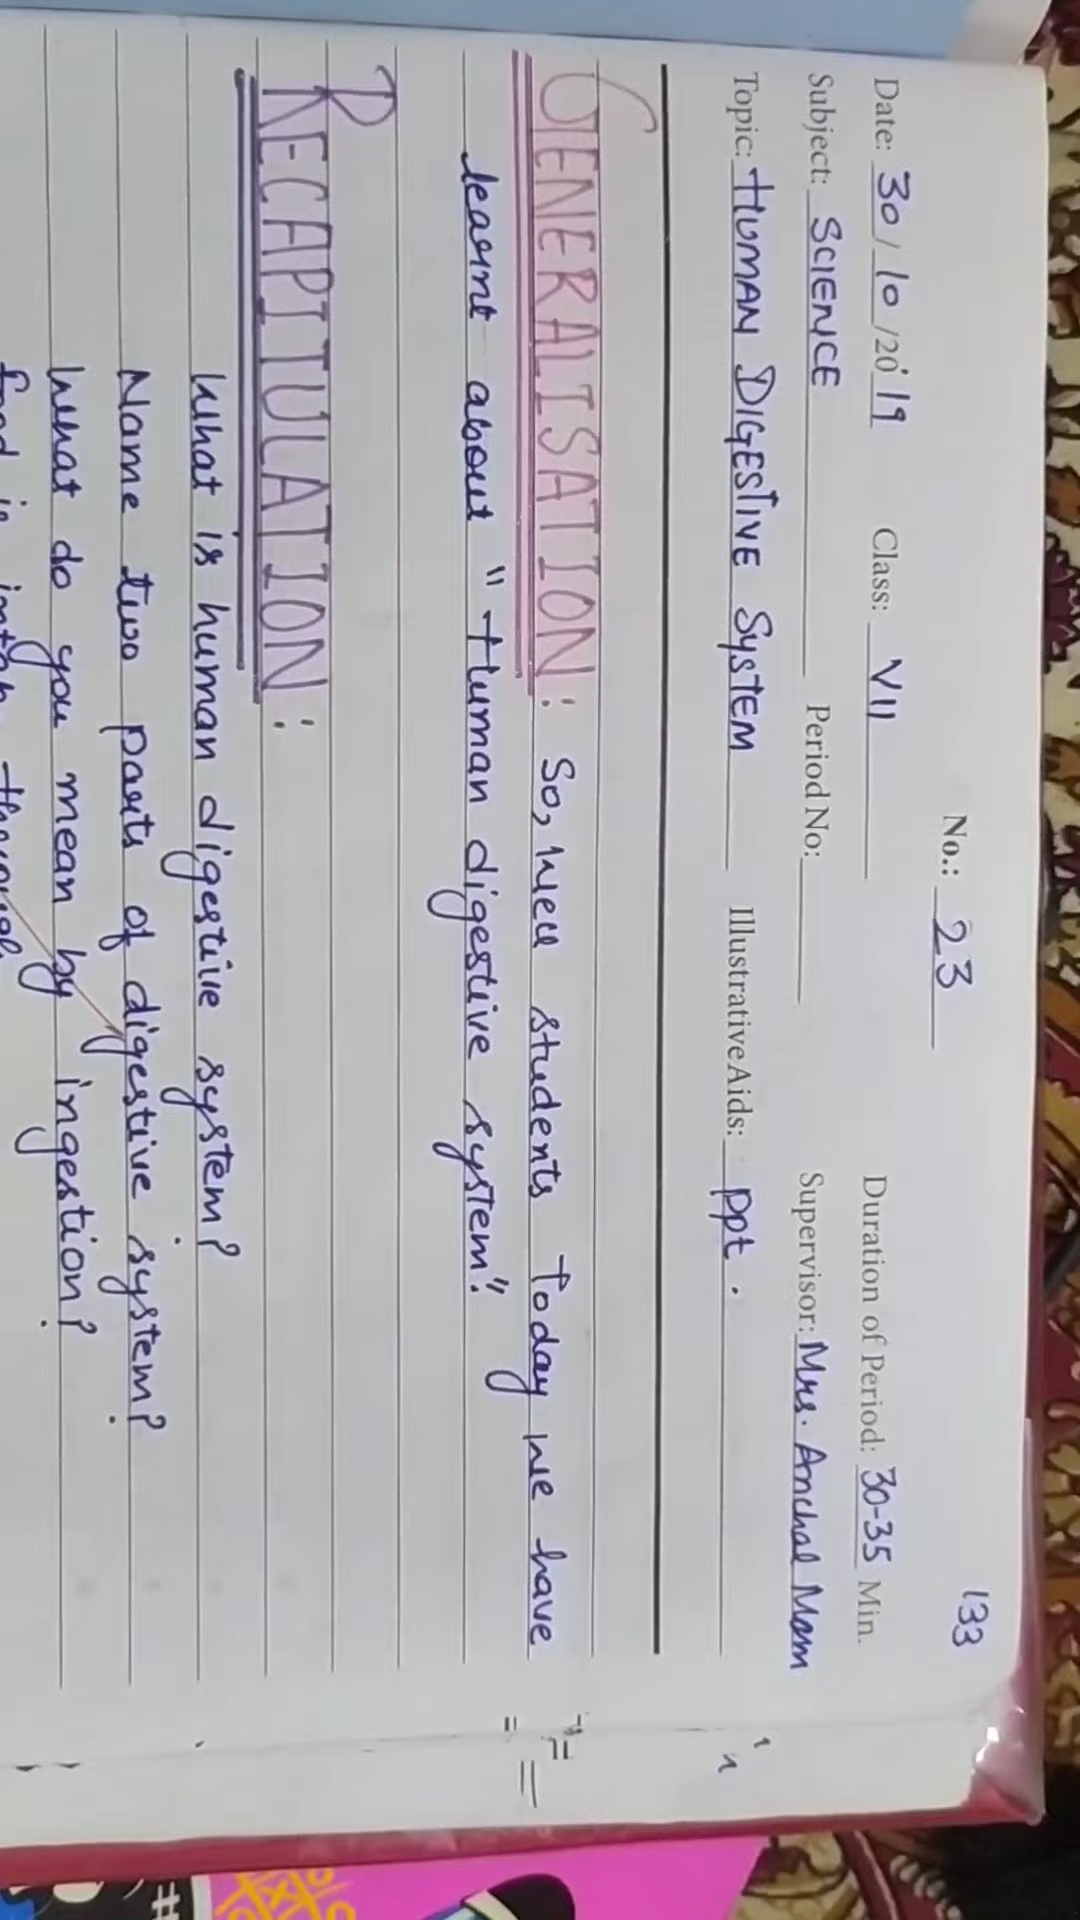 133
No.: 23
Date: 30/10/2019 Class: VII Duration of Period: 30-35 Min.
Subject: SCIENCE Period No: Supervisor: Mrs. Anchal Mam
Topic: HUMAN DIGESTIVE SYSTEM Illustrative Aids: ppt.
GENERALISATION: So, well students Today we have
learnt about "Human digestive system."
RECAPITULATION:
What is human digestive system?
Name two parts of digestive system?
What do you mean by ingestion?
food is through